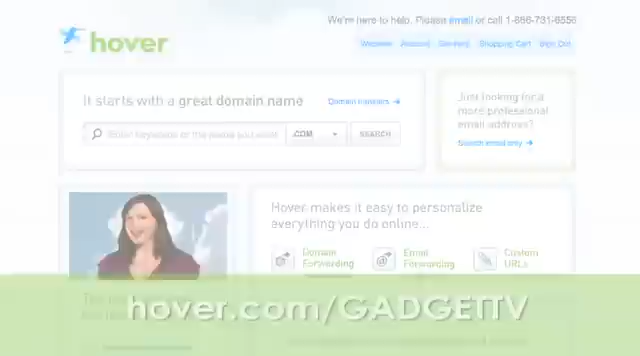 We're here to help. Please email or call 1-866-731-6556
hover
Account
Shopping Cart
Sign Out
It starts with a great domain name
Domain transfers
.COM
SEARCH
Just looking for a
more professional
email address?
Search email only
Hover makes it easy to personalize
everything you do online...
Domain
Forwarding
Email
Forwarding
Custom
URLs
hover.com/GADGETTV